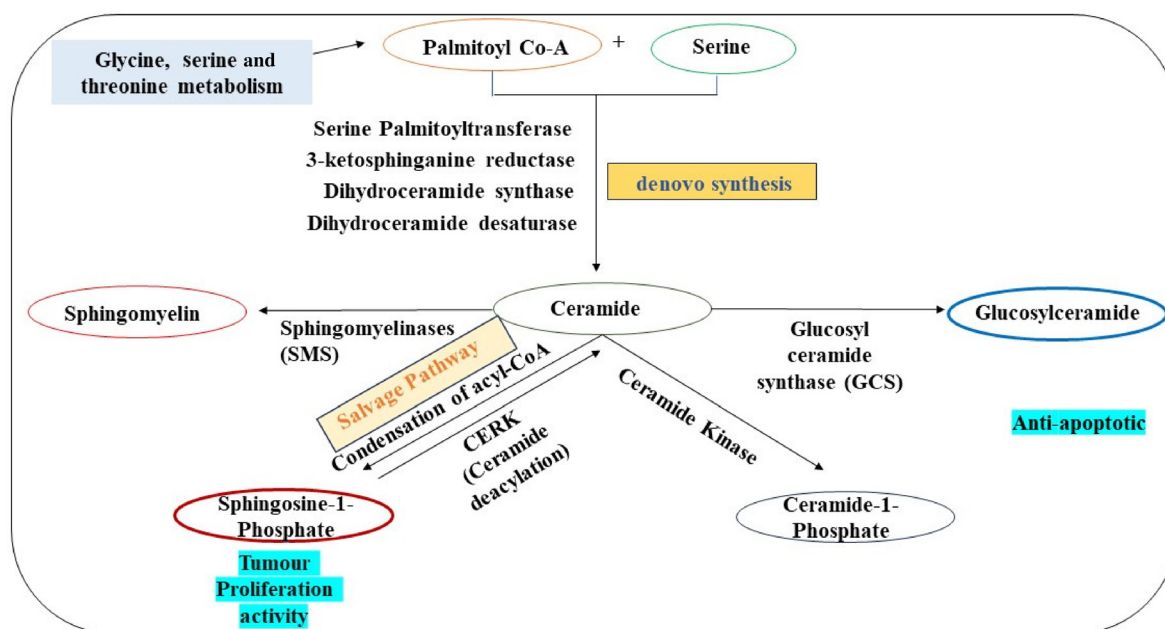 Glycine, serine and
threonine metabolism
Palmitoyl Co-A
+
Serine
Serine Palmitoyltransferase
3-ketosphinganine reductase
Dihydroceramide synthase
Dihydroceramide desaturase
denovo synthesis
Sphingomyelin
Sphingomyelinases
(SMS)
Ceramide
Glucosyl
ceramide
synthase (GCS)
Glucosylceramide
Anti-apoptotic
Salvage Pathway
Condensation of acyl-CoA
CERK
(Ceramide
deacylation)
Ceramide Kinase
Sphingosine-1-
Phosphate
Tumour
Proliferation
activity
Ceramide-1-
Phosphate